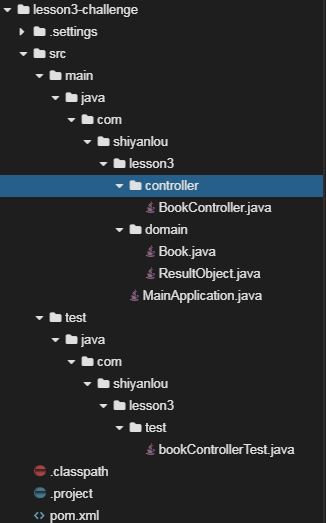 lesson3-challenge
.settings
src
main
java
com
shiyanlou
lesson3
controller
BookController.java
domain
Book.java
ResultObject.java
MainApplication.java
test
java
com
shiyanlou
lesson3
test
bookControllerTest.java
.classpath
.project
pom.xml